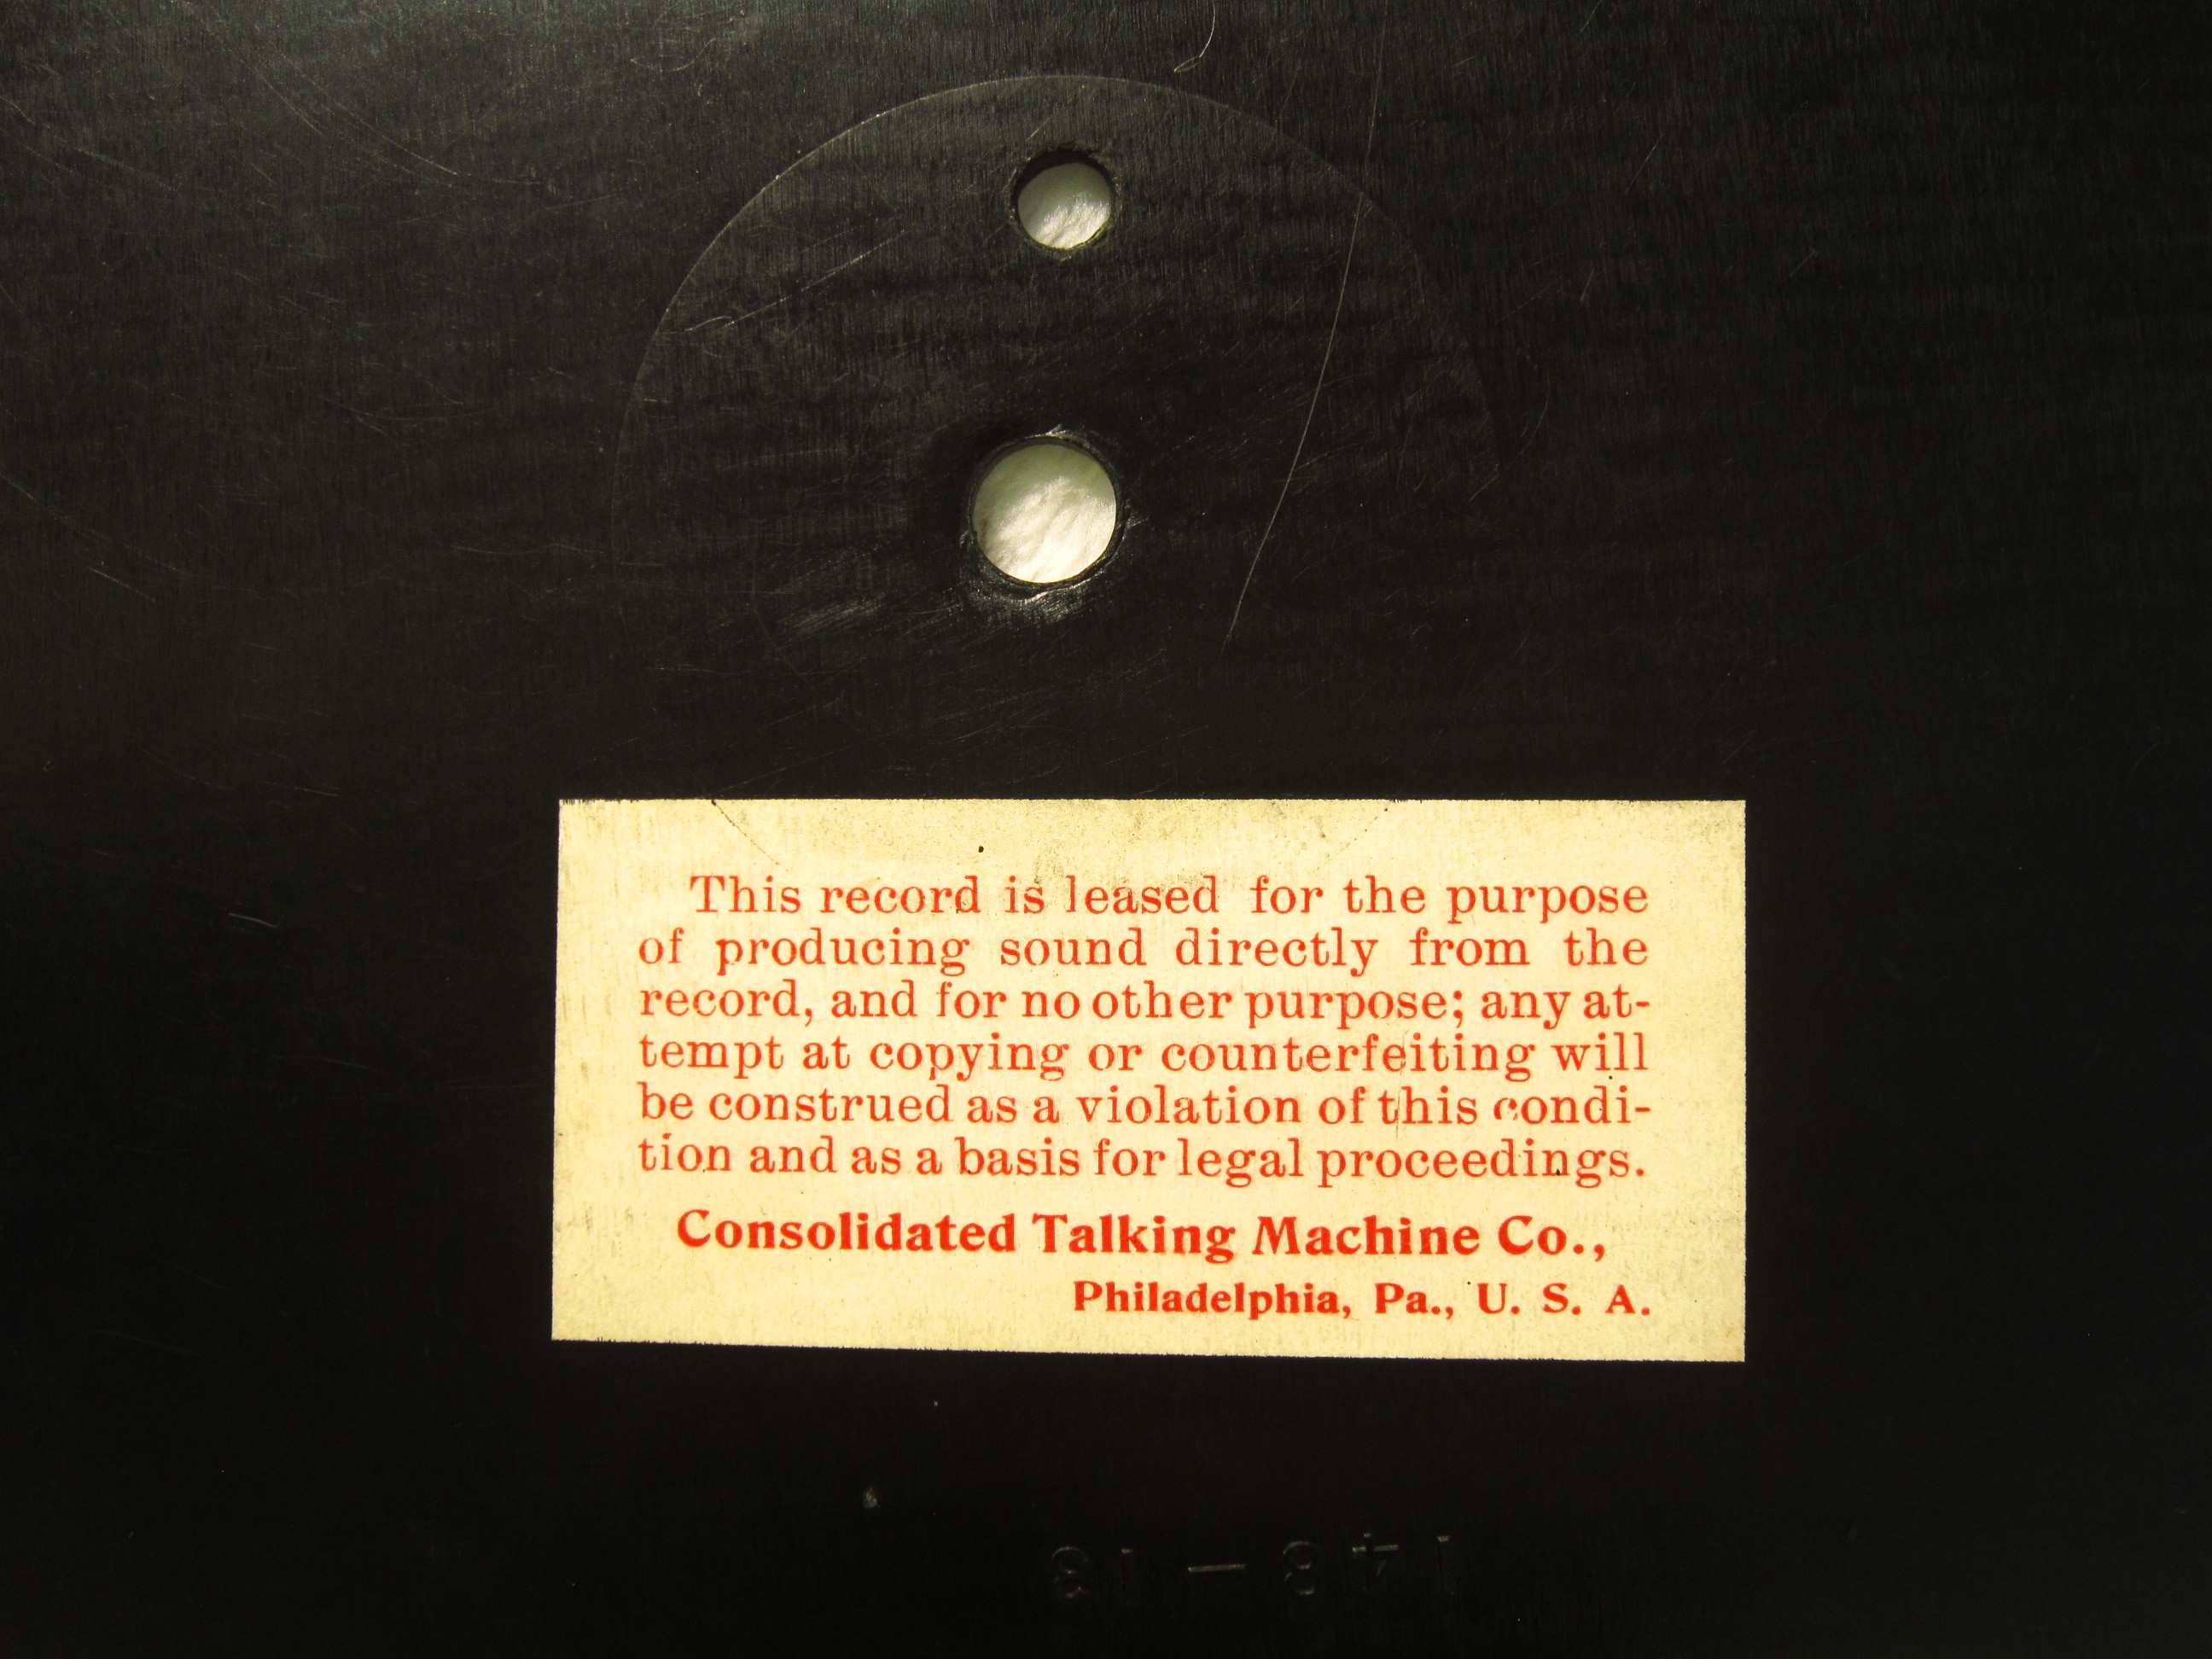 This record is leased for the purpose
of producing sound directly from the
record, and for no other purpose; any at-
tempt at copying or counterfeiting will
be construed as a violation of this condi-
tion and as a basis for legal proceedings.
Consolidated Talking Machine Co.,
Philadelphia, Pa., U. S. A.